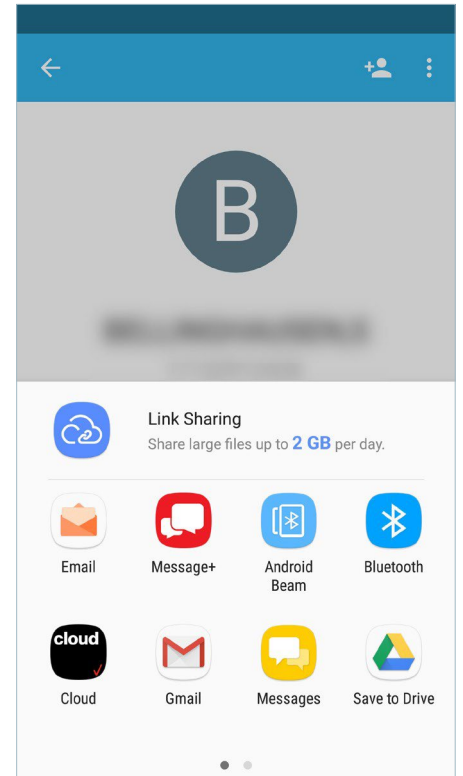 B
Link Sharing
Share large files up to 2 GB per day.
Email
Message+
Android
Beam
Bluetooth
cloud
Cloud
Gmail
Messages
Save to Drive